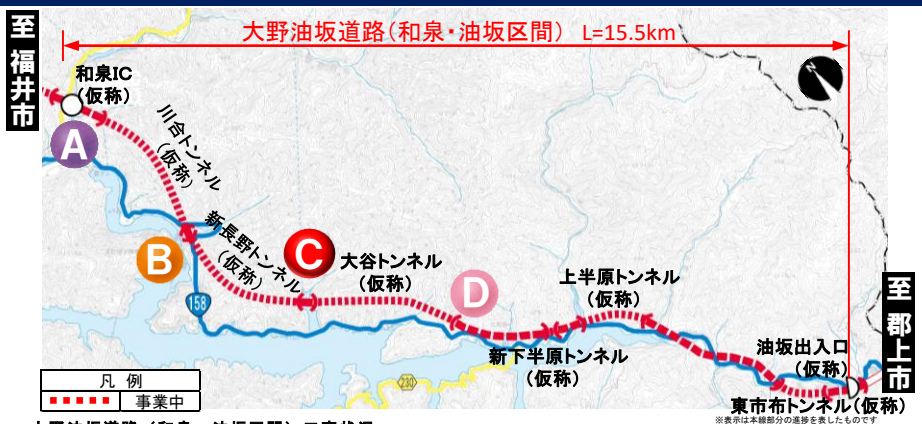 大野油坂道路(和泉・油坂区間) L=15.5km
至 福井市
和泉IC
(仮称)
A
川合トンネル
(仮称)
新長野トンネル
(仮称)
B
C
大谷トンネル
(仮称)
D
158
上半原トンネル
(仮称)
至 郡上市
新下半原トンネル
(仮称)
油坂出入口
(仮称)
230
東市布トンネル(仮称)
凡 例
事業中
※表示は本線部分の進捗を表したものです